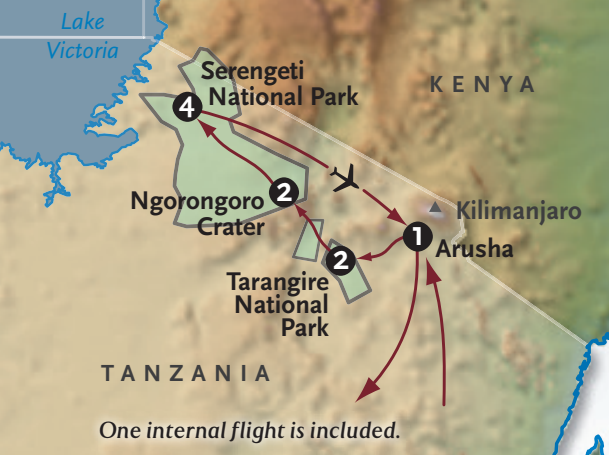 Lake
Victoria
Serengeti
National Park
KENYA
4
Ngorongoro
Crater
2
Kilimanjaro
1
Arusha
2
Tarangire
National
Park
TANZANIA
One internal flight is included.